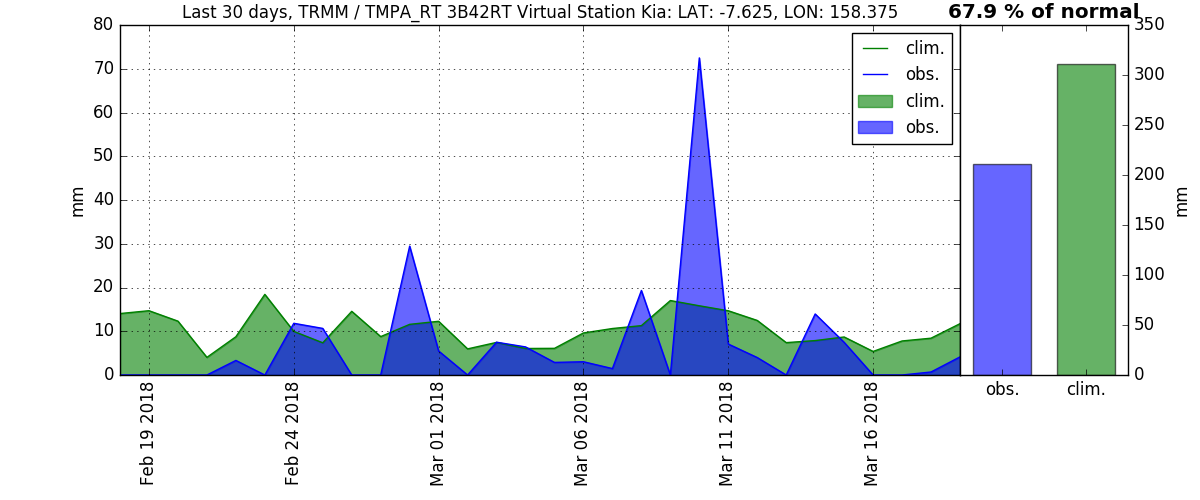 Last 30 days, TRMM / TMPA_RT 3B42RT Virtual Station Kia: LAT: -7.625, LON: 158.375
67.9 % of normal
80
70
60
50
40
30
20
10
0
mm
clim.
obs.
clim.
obs.
Feb 19 2018
Feb 24 2018
Mar 01 2018
Mar 06 2018
Mar 11 2018
Mar 16 2018
350
300
250
200
150
100
50
0
mm
obs.
clim.